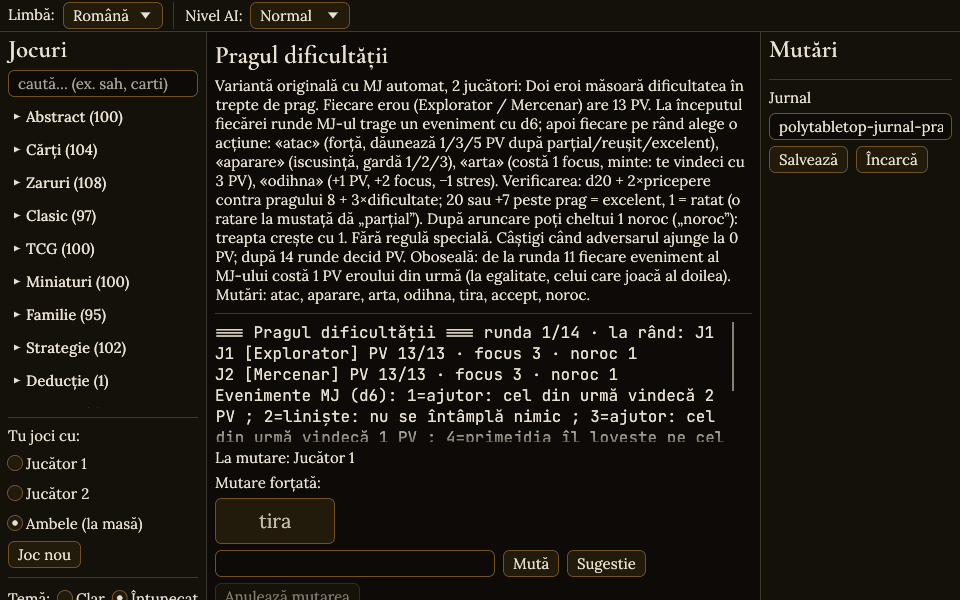 Limbă: Română ▼ Nivel AI: Normal ▼
Jocuri
caută... (ex. sah, carti)
▸ Abstract (100)
▸ Cărți (104)
▸ Zaruri (108)
▸ Clasic (97)
▸ TCG (100)
▸ Miniaturi (100)
▸ Familie (95)
▸ Strategie (102)
▸ Deducție (1)
Tu joci cu:
Jucător 1
Jucător 2
Ambele (la masă)
Joc nou
Temă: Clar Întunecat
Pragul dificultății
Variantă originală cu MJ automat, 2 jucători: Doi eroi măsoară dificultatea în
trepte de prag. Fiecare erou (Explorator / Mercenar) are 13 PV. La începutul
fiecărei runde MJ-ul trage un eveniment cu d6; apoi fiecare pe rând alege o
acțiune: «atac» (forță, dăunează 1/3/5 PV după parțial/reușit/excelent),
«aparare» (iscusință, gardă 1/2/3), «arta» (costă 1 focus, minte: te vindeci cu
3 PV), «odihna» (+1 PV, +2 focus, −1 stres). Verificarea: d20 + 2×pricepere
contra pragului 8 + 3×dificultate; 20 sau +7 peste prag = excelent, 1 = ratat (o
ratare la mustață dă „parțial”). După aruncare poți cheltui 1 noroc („noroc”):
treapta crește cu 1. Fără regulă specială. Câștigi când adversarul ajunge la 0
PV; după 14 runde decid PV. Oboseală: de la runda 11 fiecare eveniment al
MJ-ului costă 1 PV eroului din urmă (la egalitate, celui care joacă al doilea).
Mutări: atac, aparare, arta, odihna, tira, accept, noroc.
═══ Pragul dificultății ═══ runda 1/14 · la rând: J1
J1 [Explorator] PV 13/13 · focus 3 · noroc 1
J2 [Mercenar] PV 13/13 · focus 3 · noroc 1
Evenimente MJ (d6): 1=ajutor: cel din urmă vindecă 2
PV ; 2=liniște: nu se întâmplă nimic ; 3=ajutor: cel
din urmă vindecă 1 PV ; 4=primejdia îl lovește pe cel
La mutare: Jucător 1
Mutare forțată:
tira
Mută Sugestie
Anulează mutarea
Mutări
Jurnal
polytabletop-jurnal-pra
Salvează Încarcă